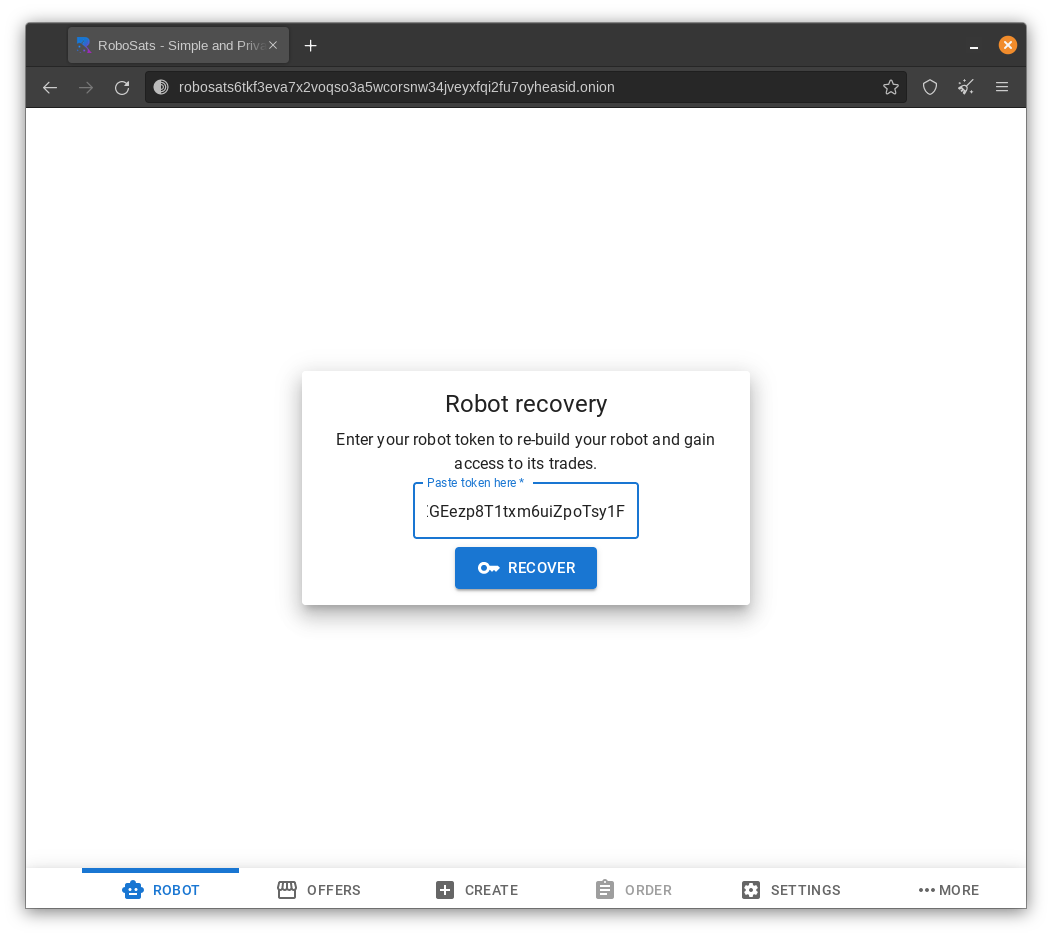 RoboSats - Simple and Priva
robosats6tkf3eva7x2voqso3a5wcorsnw34jveyxfqi2fu7oyheasid.onion
Robot recovery
Enter your robot token to re-build your robot and gain
access to its trades.
Paste token here *
GEezp8T1txm6uiZpoTsy1F
RECOVER
ROBOT
OFFERS
CREATE
ORDER
SETTINGS
MORE